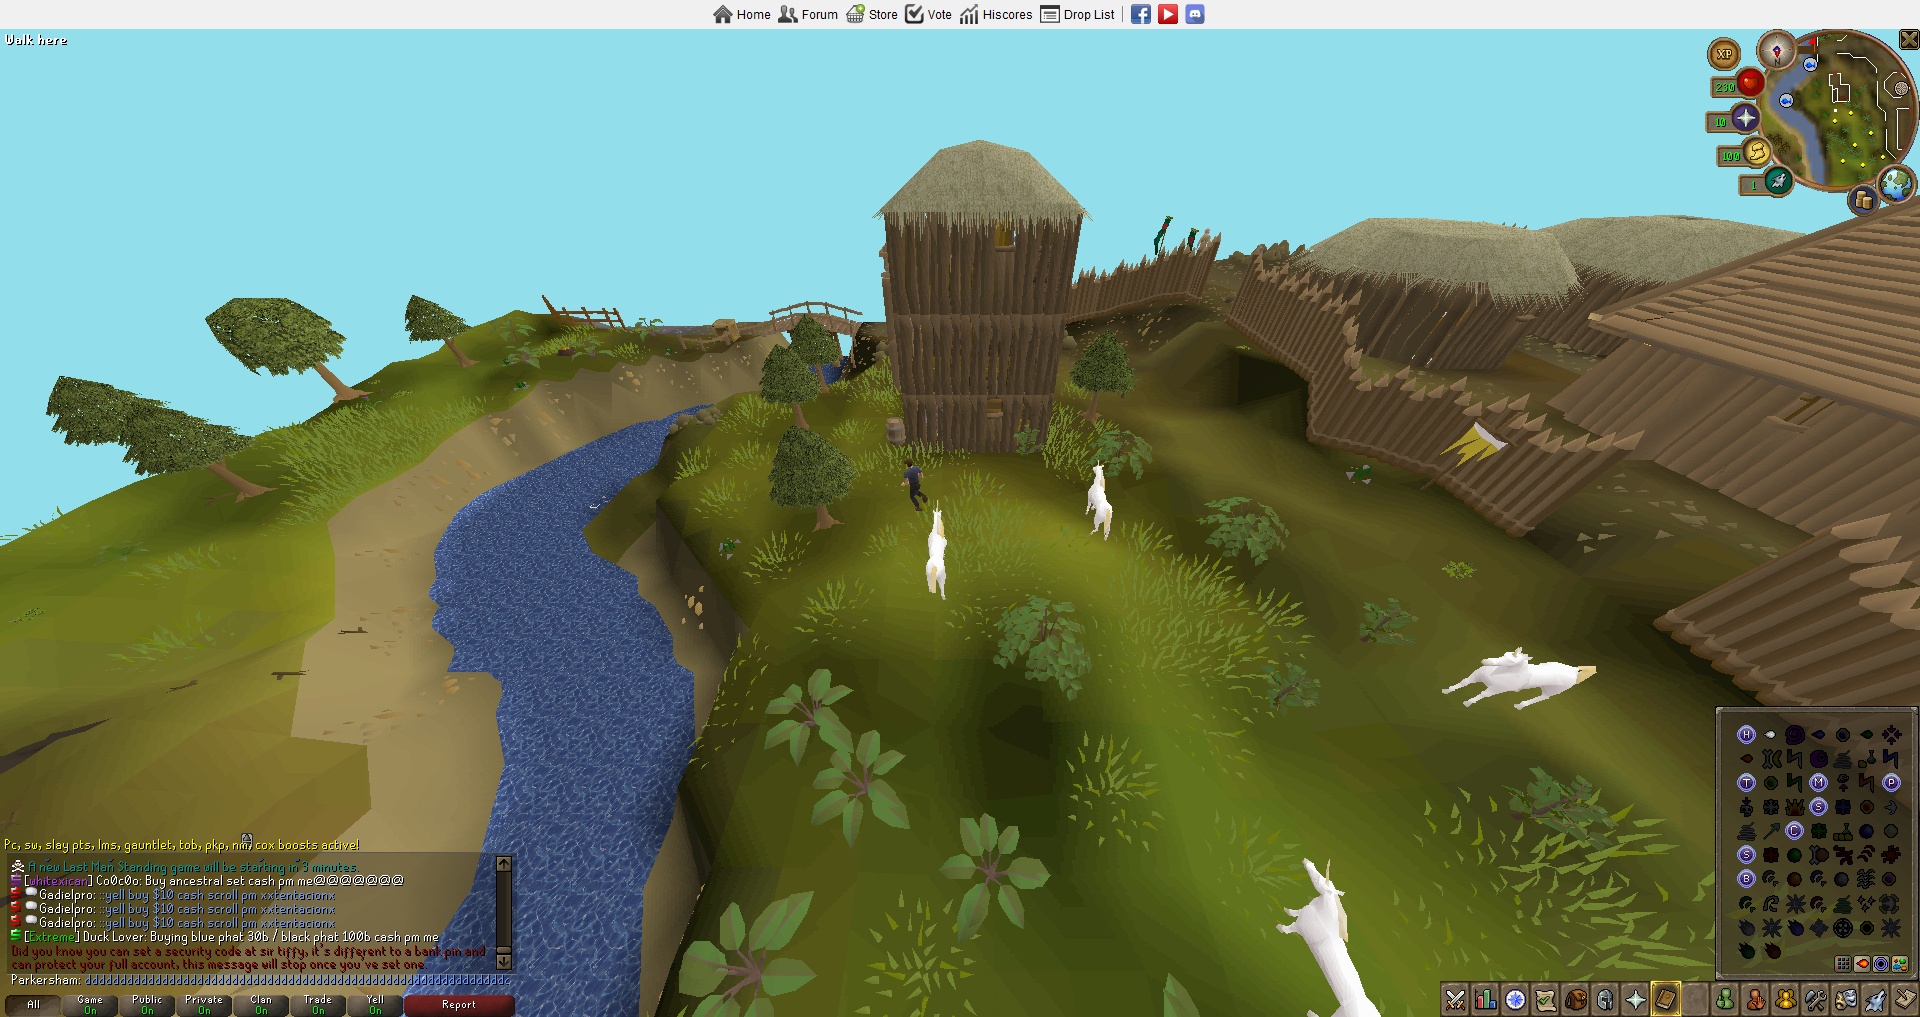 Home Forum Store Vote Hiscores Drop List
Walk here
XP
N
230
10
100
1
Pc, sw, slay pts, lms, gauntlet, tob, pkp, nm, cox boosts active!
A new Last Man Standing game will be starting in 3 minutes.
[whitexican] Co0c0o: Buy ancestral set cash pm me@@@@@@@
Gadielpro: ::yell buy $10 cash scroll pm xxtentacionx
Gadielpro: ::yell buy $10 cash scroll pm xxtentacionx
Gadielpro: ::yell buy $10 cash scroll pm xxtentacionx
[Extreme] Duck Lover: Buying blue phat 30b / black phat 100b cash pm me
Did you know you can set a security code at sir tiffy, it's different to a bank pin and
can protect your full account, this message will stop once you've set one.
All
Game On
Public On
Private On
Clan On
Trade On
Yell On
Report
H
T M P
S
C
S
B